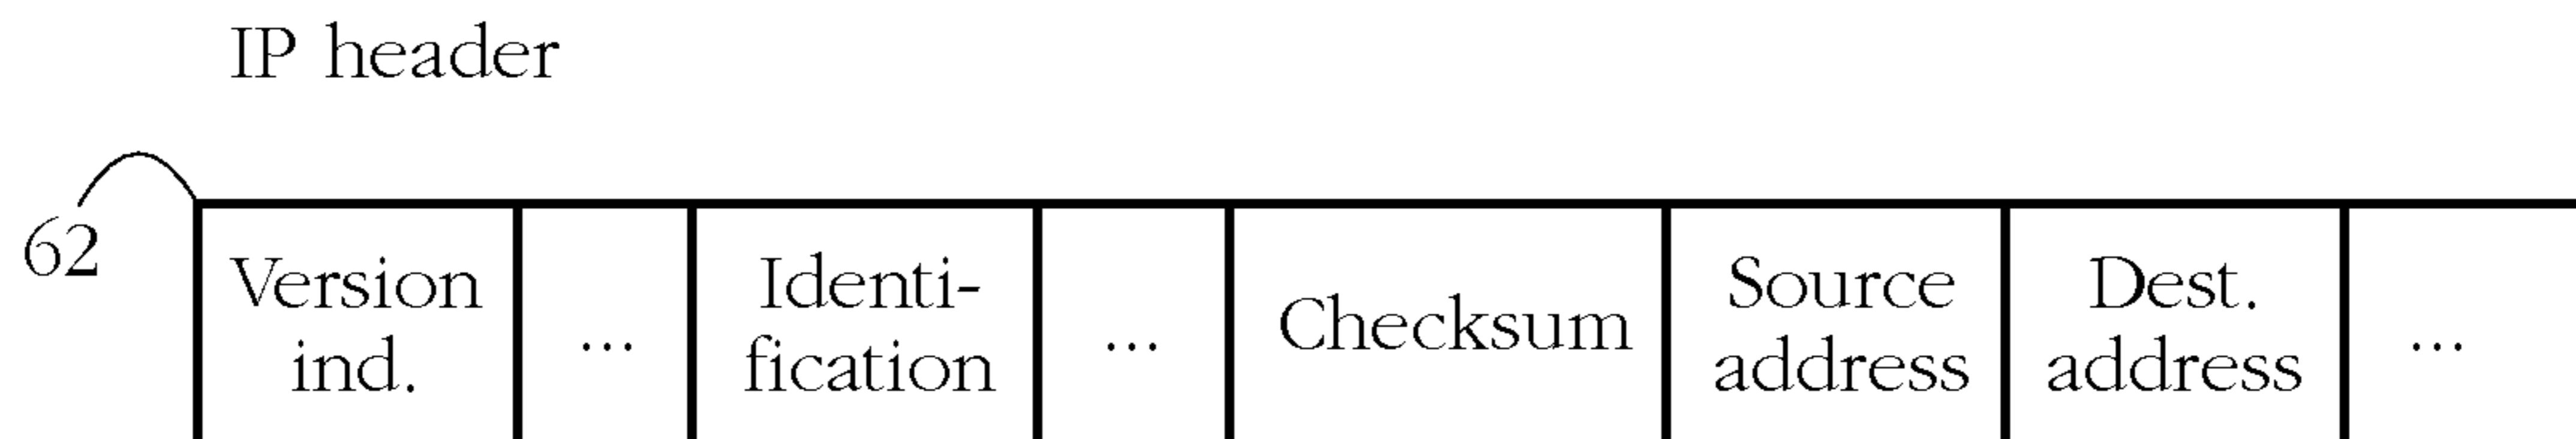 IP header
62
Version ind.
...
Identi-
fication
...
Checksum
Source
address
Dest.
address
...